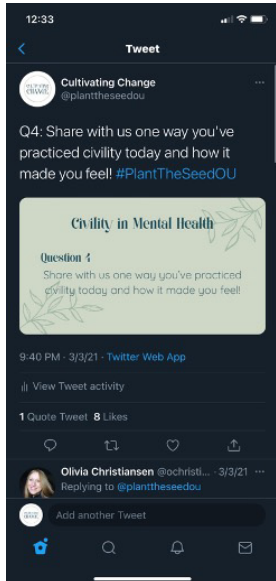 12:33
Tweet
Cultivating Change
@planttheseedou
Q4: Share with us one way you've
practiced civility today and how it
made you feel! #PlantTheSeedOU
Civility in Mental Health
Question 4
Share with us one way you've practiced
civility today and how it made you feel!
9:40 PM · 3/3/21 · Twitter Web App
View Tweet activity
1 Quote Tweet 8 Likes
Olivia Christiansen @ochristi... · 3/3/21
Replying to @planttheseedou
Add another Tweet